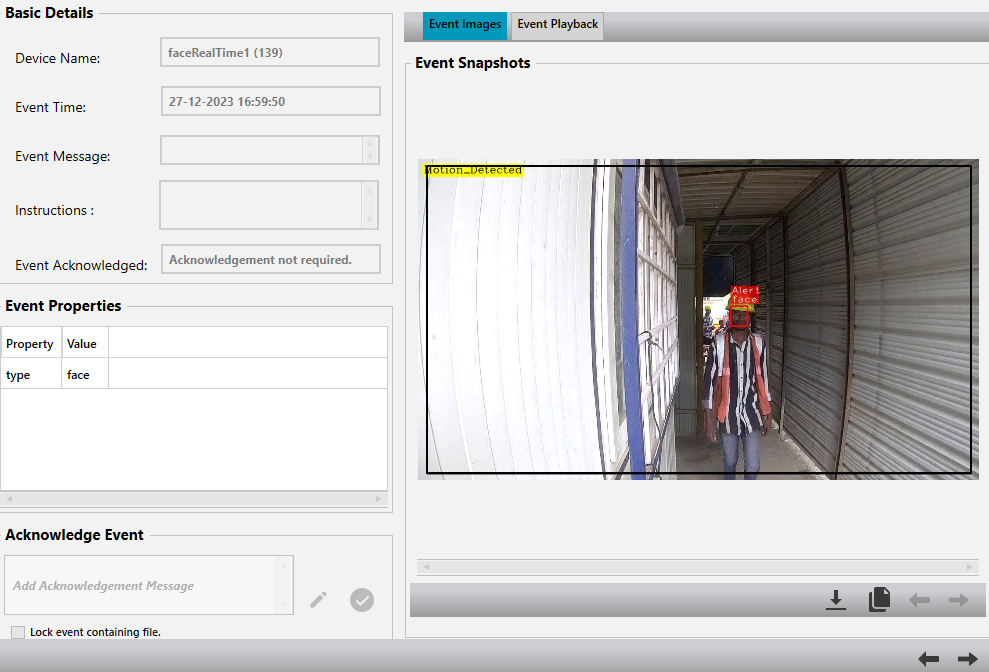 Basic Details
Device Name:
faceRealTime1 (139)
Event Time:
27-12-2023 16:59:50
Event Message:
Instructions :
Event Acknowledged:
Acknowledgement not required.
Event Properties
Property Value
type face
Acknowledge Event
Add Acknowledgement Message
Lock event containing file.
Event Images Event Playback
Event Snapshots
Motion_Detected
Alert
face